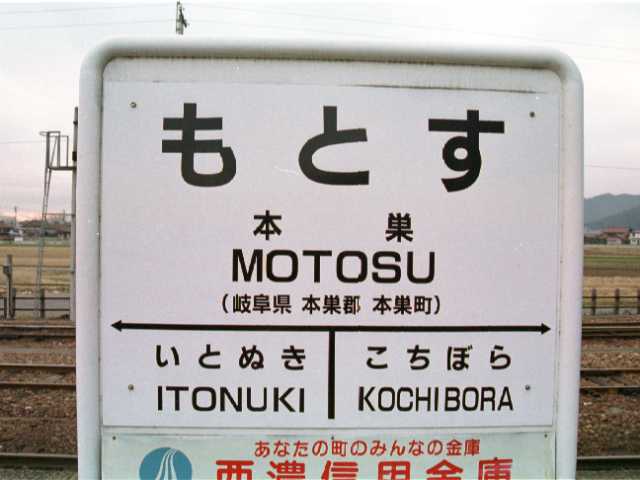 もとす
本巣
MOTOSU
(岐阜県 本巣郡 本巣町)
いとぬき こちぼら
ITONUKI KOCHIBORA
あなたの町のみんなの金庫
西濃信用金庫